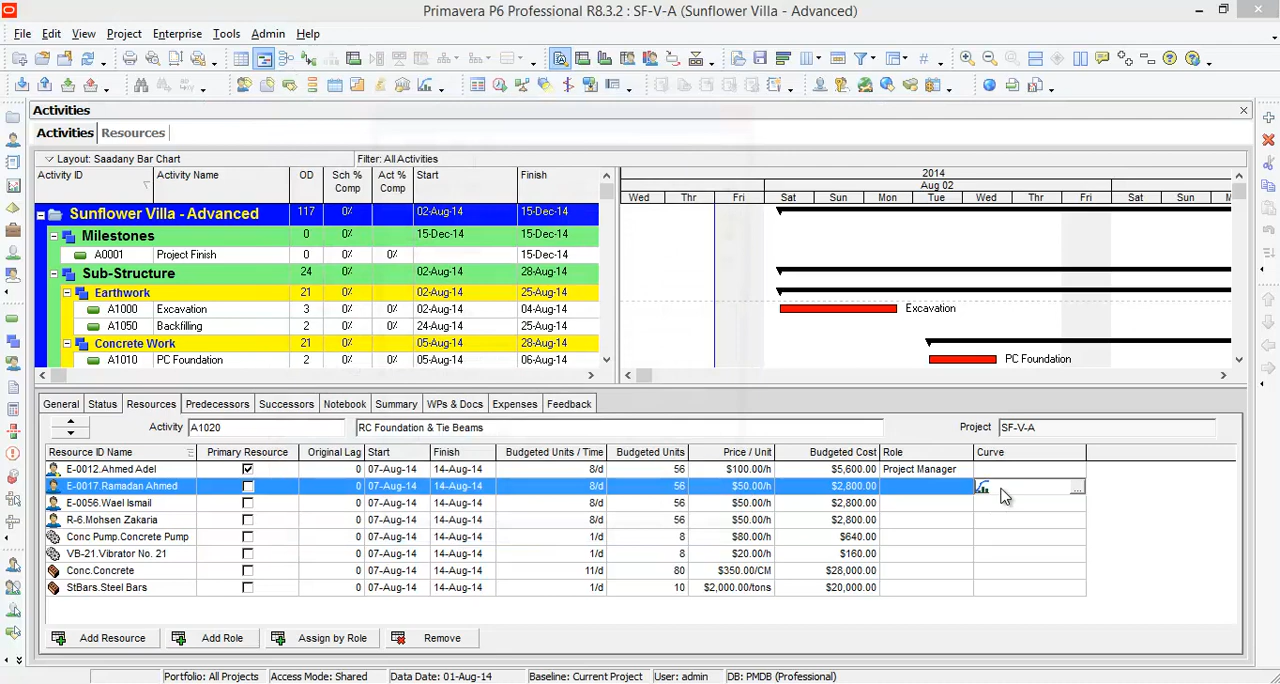 Primavera P6 Professional R8.3.2 : SF-V-A (Sunflower Villa - Advanced)
File Edit View Project Enterprise Tools Admin Help
Activities
Activities Resources
Layout: Saadany Bar Chart Filter: All Activities
Activity ID Activity Name OD Sch % Comp Act % Comp Start Finish
2014
Aug 02
Wed Thr Fri Sat Sun Mon Tue Wed Thr Fri Sat Sun M
Sunflower Villa - Advanced 117 0% 02-Aug-14 15-Dec-14
Milestones 0 0% 15-Dec-14 15-Dec-14
A0001 Project Finish 0 0% 0% 15-Dec-14
Sub-Structure 24 0% 02-Aug-14 28-Aug-14
Earthwork 21 0% 02-Aug-14 25-Aug-14
A1000 Excavation 3 0% 0% 02-Aug-14 04-Aug-14 Excavation
A1050 Backfilling 2 0% 0% 24-Aug-14 25-Aug-14
Concrete Work 21 0% 05-Aug-14 28-Aug-14
A1010 PC Foundation 2 0% 0% 05-Aug-14 06-Aug-14 PC Foundation
General Status Resources Predecessors Successors Notebook Summary WPs & Docs Expenses Feedback
Activity A1020 RC Foundation & Tie Beams Project SF-V-A
Resource ID Name Primary Resource Original Lag Start Finish Budgeted Units / Time Budgeted Units Price / Unit Budgeted Cost Role Curve
E-0012.Ahmed Adel 0 07-Aug-14 14-Aug-14 8/d 56 $100.00/h $5,600.00 Project Manager
E-0017.Ramadan Ahmed 0 07-Aug-14 14-Aug-14 8/d 56 $50.00/h $2,800.00 ...
E-0056.Wael Ismail 0 07-Aug-14 14-Aug-14 8/d 56 $50.00/h $2,800.00
R-6.Mohsen Zakaria 0 07-Aug-14 14-Aug-14 8/d 56 $50.00/h $2,800.00
Conc Pump.Concrete Pump 0 07-Aug-14 14-Aug-14 1/d 8 $80.00/h $640.00
VB-21.Vibrator No. 21 0 07-Aug-14 14-Aug-14 1/d 8 $20.00/h $160.00
Conc.Concrete 0 07-Aug-14 14-Aug-14 11/d 80 $350.00/CM $28,000.00
StBars.Steel Bars 0 07-Aug-14 14-Aug-14 1/d 10 $2,000.00/tons $20,000.00
Add Resource Add Role Assign by Role Remove
Portfolio: All Projects Access Mode: Shared Data Date: 01-Aug-14 Baseline: Current Project User: admin DB: PMDB (Professional)